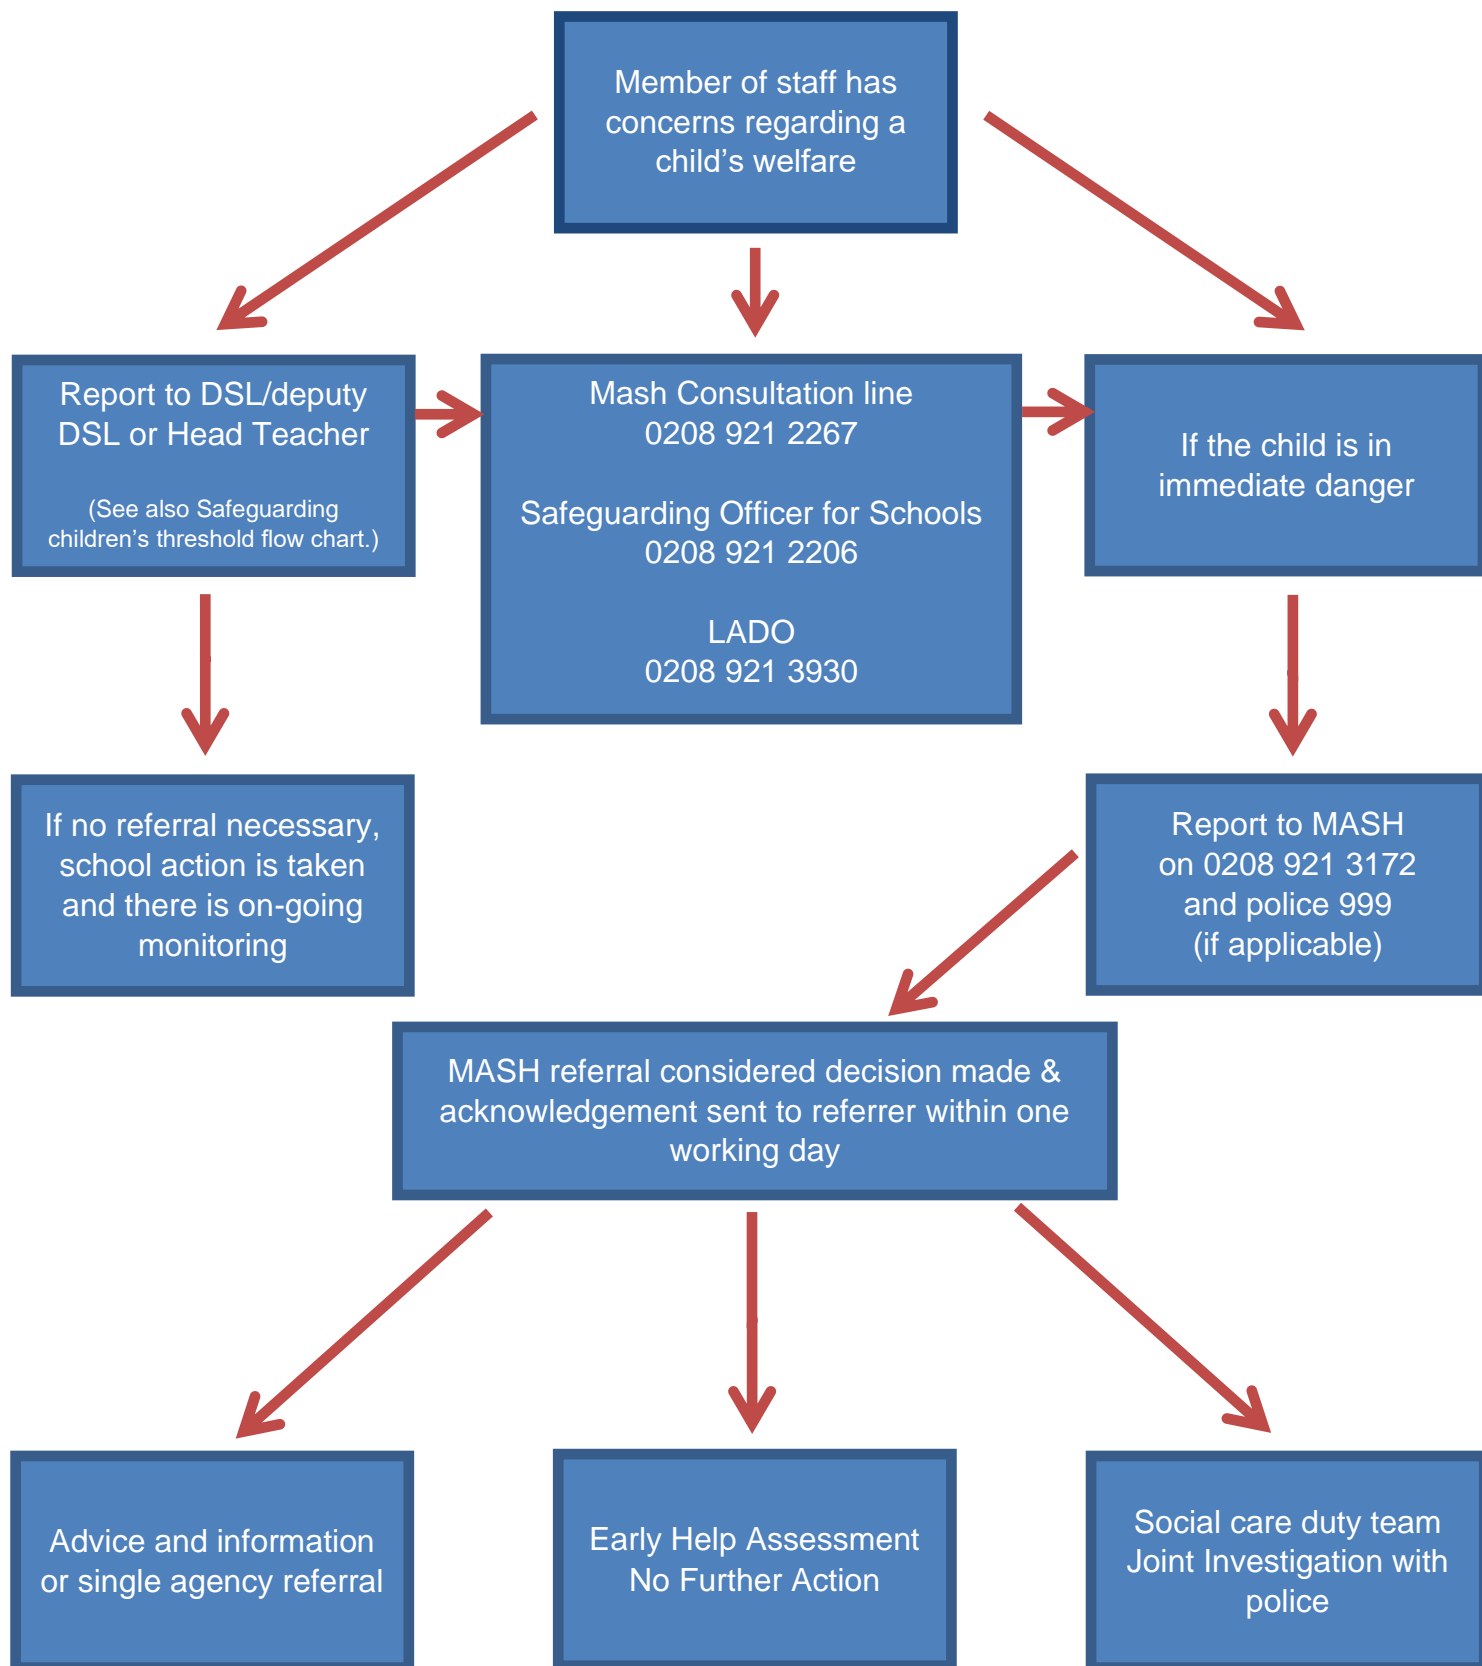 Member of staff has
concerns regarding a
child’s welfare
Report to DSL/deputy
DSL or Head Teacher
(See also Safeguarding
children’s threshold flow chart.)
Mash Consultation line
0208 921 2267
Safeguarding Officer for Schools
0208 921 2206
LADO
0208 921 3930
If the child is in
immediate danger
If no referral necessary,
school action is taken
and there is on-going
monitoring
Report to MASH
on 0208 921 3172
and police 999
(if applicable)
MASH referral considered decision made &
acknowledgement sent to referrer within one
working day
Advice and information
or single agency referral
Early Help Assessment
No Further Action
Social care duty team
Joint Investigation with
police